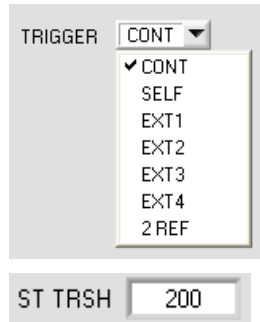 TRIGGER CONT
CONT
SELF
EXT1
EXT2
EXT3
EXT4
2 REF
ST TRSH 200